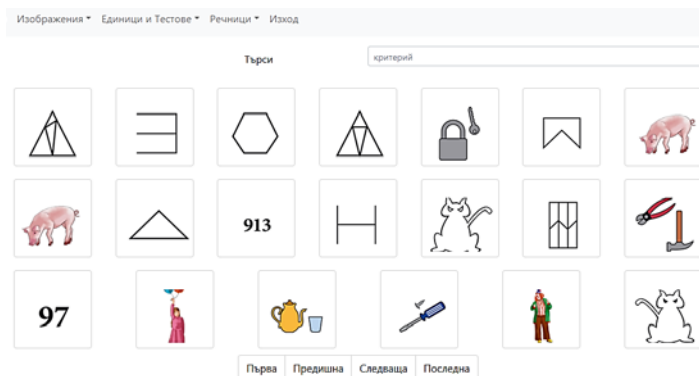 Изображения Единици и Тестове Речници Изход
Търси критерий
913
97
Първа Предишна Следваща Последна